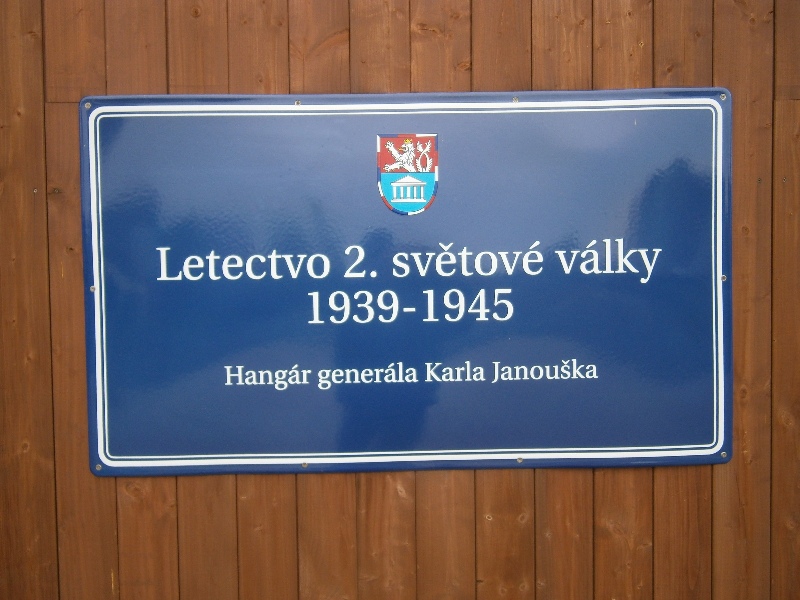 Letectvo 2. světové války
1939-1945
Hangár generála Karla Janouška